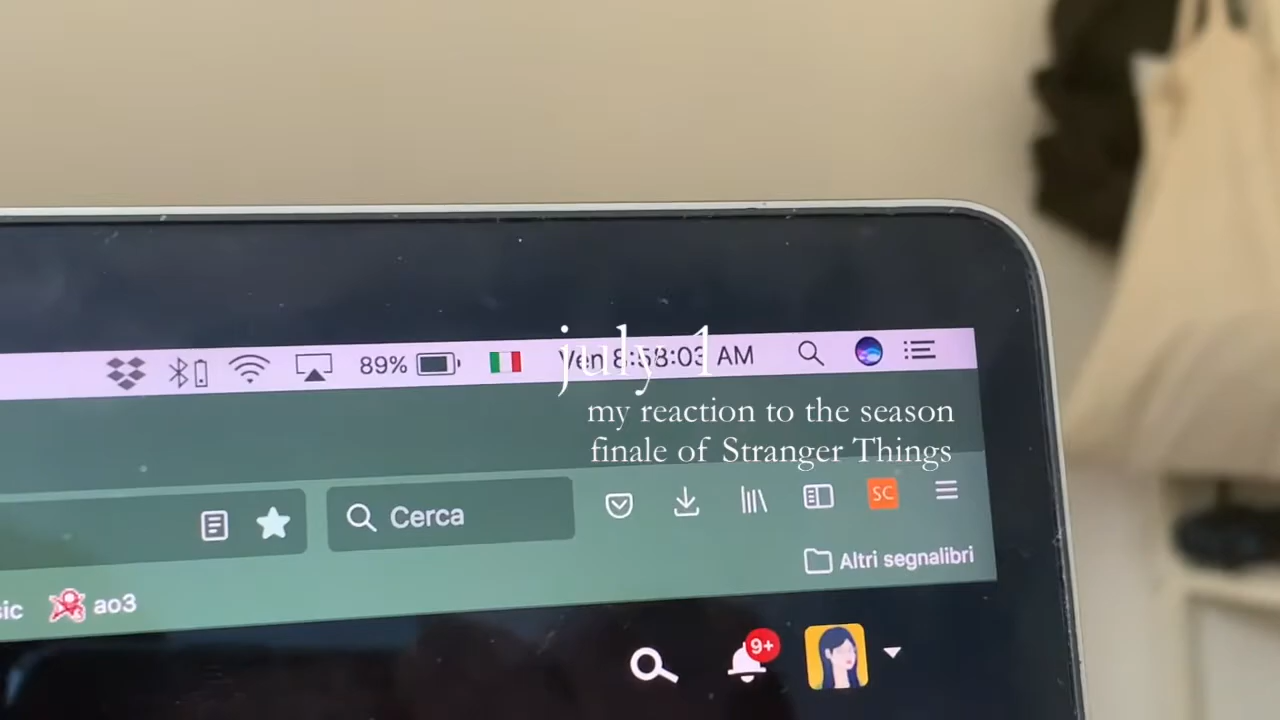 89% Ven 8:58:03 AM
july 1
my reaction to the season
finale of Stranger Things
Cerca
SC
Altri segnalibri
sic
ao3
9+